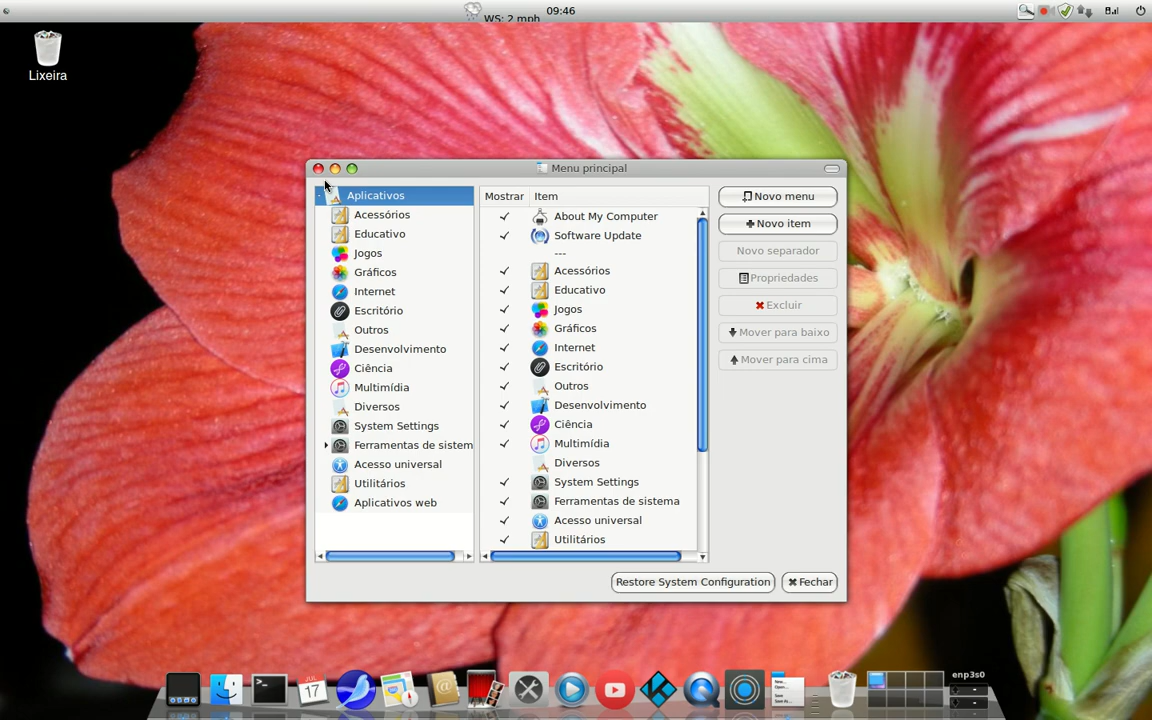 09:46
WS: 2 mph
Lixeira
Menu principal
Aplicativos
Acessórios
Educativo
Jogos
Gráficos
Internet
Escritório
Outros
Desenvolvimento
Ciência
Multimídia
Diversos
System Settings
Ferramentas de sistem
Acesso universal
Utilitários
Aplicativos web
Mostrar Item
About My Computer
Software Update
---
Acessórios
Educativo
Jogos
Gráficos
Internet
Escritório
Outros
Desenvolvimento
Ciência
Multimídia
Diversos
System Settings
Ferramentas de sistema
Acesso universal
Utilitários
Novo menu
Novo item
Novo separador
Propriedades
Excluir
Mover para baixo
Mover para cima
Restore System Configuration
Fechar
JUL
17
enp3s0